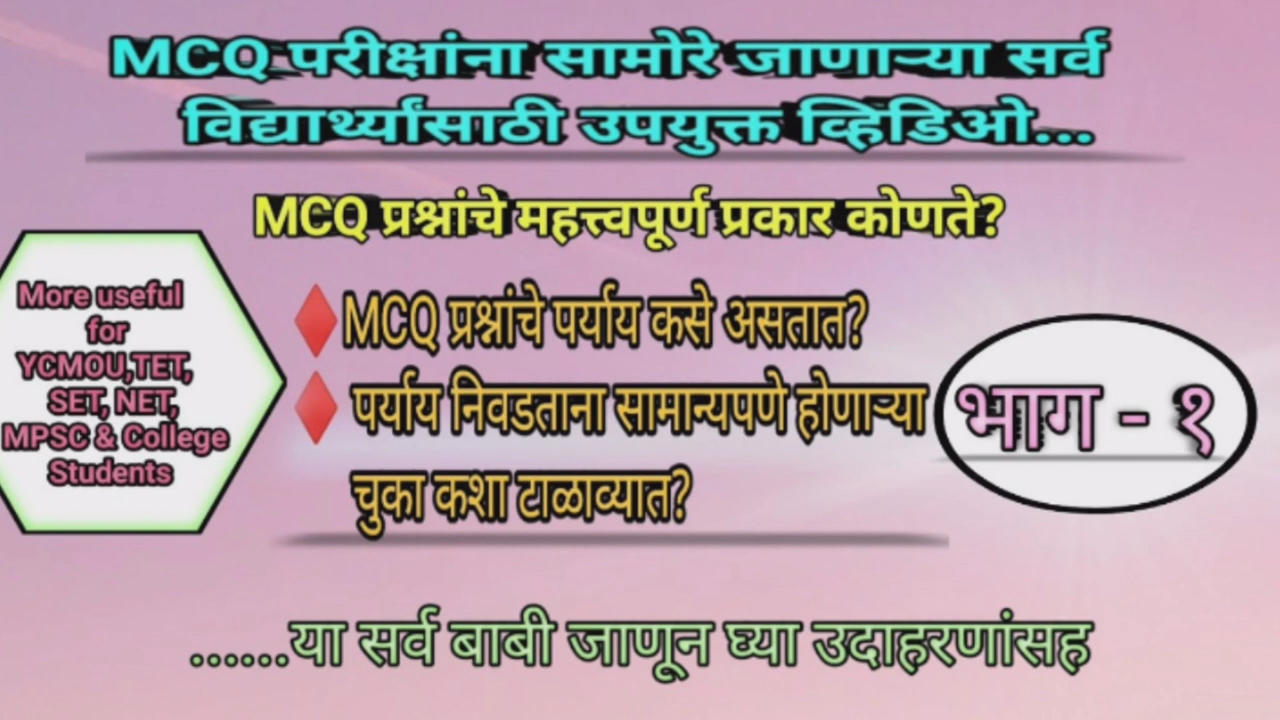 MCQ परीक्षांना सामोरे जाणाऱ्या सर्व
विद्यार्थ्यांसाठी उपयुक्त व्हिडिओ...
MCQ प्रश्नांचे महत्त्वपूर्ण प्रकार कोणते?
More useful
for
YCMOU,TET,
SET, NET,
MPSC & College
Students
MCQ प्रश्नांचे पर्याय कसे असतात?
पर्याय निवडताना सामान्यपणे होणाऱ्या
चुका कशा टाळाव्यात?
भाग - १
......या सर्व बाबी जाणून घ्या उदाहरणांसह